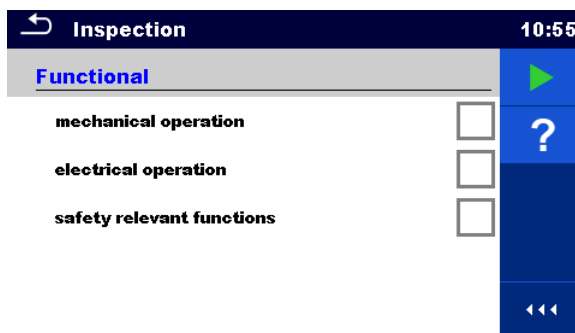 Inspection
10:55
Functional
mechanical operation
?
electrical operation
safety relevant functions